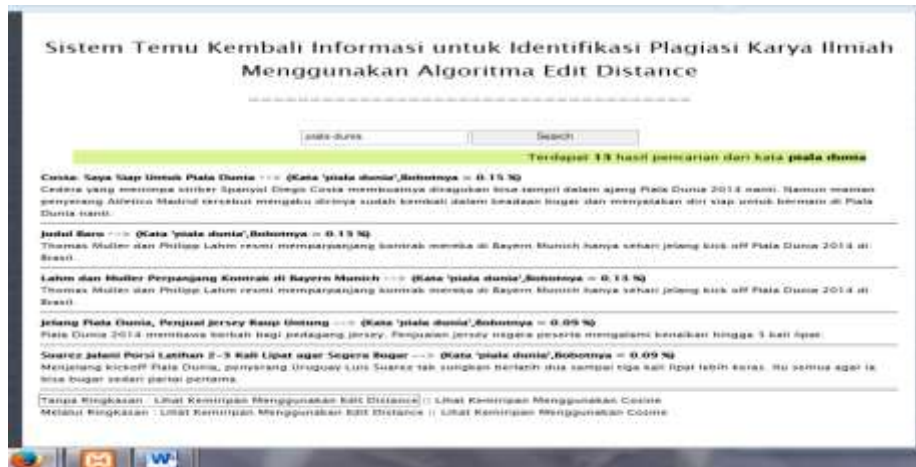 Sistem Temu Kembali Informasi untuk Identifikasi Plagiasi Karya Ilmiah
Menggunakan Algoritma Edit Distance
piala dunia Search
Terdapat 13 hasil pencarian dari kata piala dunia
Costa: Saya Siap Untuk Piala Dunia ---> (Kata 'piala dunia',Bobotnya = 0.15 %)
Cedera yang menimpa striker Spanyol Diego Costa membuatnya diragukan bisa tampil dalam ajang Piala Dunia 2014 nanti. Namun mantan
penyerang Atletico Madrid tersebut mengaku dirinya sudah kembali dalam keadaan bugar dan menyatakan diri siap untuk bermain di Piala
Dunia nanti.
Judul Baru ---> (Kata 'piala dunia',Bobotnya = 0.13 %)
Thomas Muller dan Philipp Lahm resmi memparpanjang kontrak mereka di Bayern Munich hanya sehari jelang kick off Piala Dunia 2014 di
Brasil.
Lahm dan Muller Perpanjang Kontrak di Bayern Munich ---> (Kata 'piala dunia',Bobotnya = 0.13 %)
Thomas Muller dan Philipp Lahm resmi memparpanjang kontrak mereka di Bayern Munich hanya sehari jelang kick off Piala Dunia 2014 di
Brasil.
Jelang Piala Dunia, Penjual Jersey Raup Untung ---> (Kata 'piala dunia',Bobotnya = 0.09 %)
Piala Dunia 2014 membawa berkah bagi pedagang jersey. Penjualan jersey negara peserta mengalami kenaikan hingga 3 kali lipat.
Suarez Jalani Porsi Latihan 2-3 Kali Lipat agar Segera Bugar ---> (Kata 'piala dunia',Bobotnya = 0.09 %)
Menjelang kickoff Piala Dunia, penyerang Uruguay Luis Suarez tak sungkan berlatih dua sampai tiga kali lipat lebih keras. Itu semua agar ia
bisa bugar sedari partai pertama.
Tanpa Ringkasan : Lihat Kemiripan Menggunakan Edit Distance || Lihat Kemiripan Menggunakan Cosine
Melalui Ringkasan : Lihat Kemiripan Menggunakan Edit Distance || Lihat Kemiripan Menggunakan Cosine